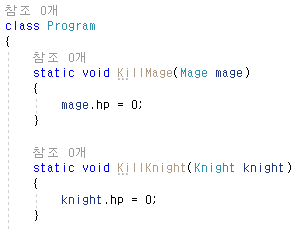 참조 0개
class Program
{
참조 0개
static void KillMage(Mage mage)
{
mage.hp = 0;
}
참조 0개
static void KillKnight(Knight knight)
{
knight.hp = 0;
}